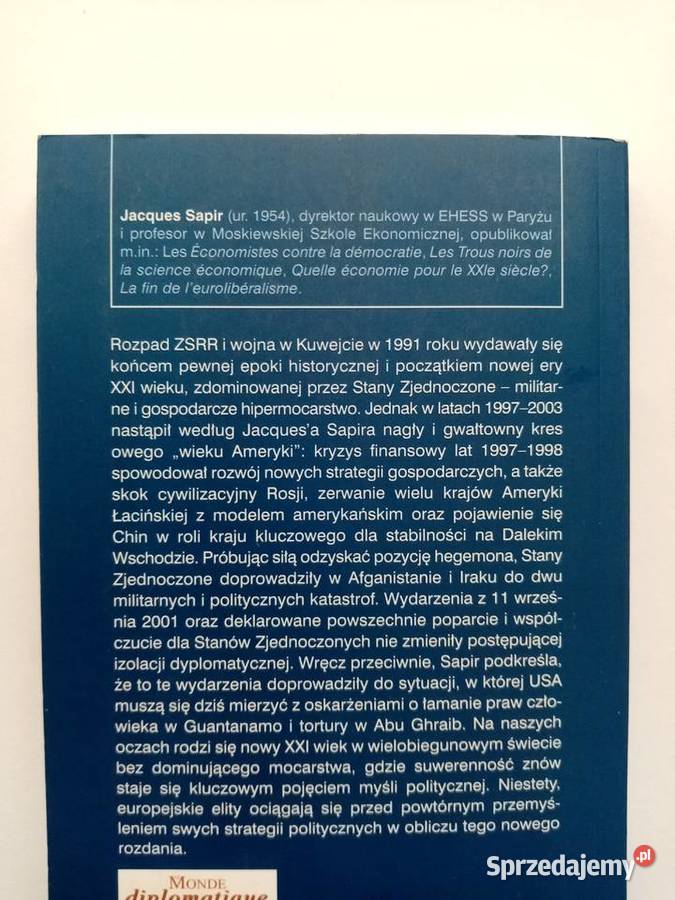 Jacques Sapir (ur. 1954), dyrektor naukowy w EHESS w Paryżu
i profesor w Moskiewskiej Szkole Ekonomicznej, opublikował
m.in.: Les Économistes contre la démocratie, Les Trous noirs de
la science économique, Quelle économie pour le XXIe siècle?,
La fin de l'eurolibéralisme.
Rozpad ZSRR i wojna w Kuwejcie w 1991 roku wydawały się
końcem pewnej epoki historycznej i początkiem nowej ery
XXI wieku, zdominowanej przez Stany Zjednoczone – militar-
ne i gospodarcze hipermocarstwo. Jednak w latach 1997–2003
nastąpił według Jacques'a Sapira nagły i gwałtowny kres
owego „wieku Ameryki”: kryzys finansowy lat 1997–1998
spowodował rozwój nowych strategii gospodarczych, a także
skok cywilizacyjny Rosji, zerwanie wielu krajów Ameryki
Łacińskiej z modelem amerykańskim oraz pojawienie się
Chin w roli kraju kluczowego dla stabilności na Dalekim
Wschodzie. Próbując siłą odzyskać pozycję hegemona, Stany
Zjednoczone doprowadziły w Afganistanie i Iraku do dwu
militarnych i politycznych katastrof. Wydarzenia z 11 wrześ-
nia 2001 oraz deklarowane powszechnie poparcie i współ-
czucie dla Stanów Zjednoczonych nie zmieniły postępującej
izolacji dyplomatycznej. Wręcz przeciwnie, Sapir podkreśla,
że to te wydarzenia doprowadziły do sytuacji, w której USA
muszą się dziś mierzyć z oskarżeniami o łamanie praw czło-
wieka w Guantanamo i tortury w Abu Ghraib. Na naszych
oczach rodzi się nowy XXI wiek w wielobiegunowym świecie
bez dominującego mocarstwa, gdzie suwerenność znów
staje się kluczowym pojęciem myśli politycznej. Niestety,
europejskie elity ociągają się przed powtórnym przemyś-
leniem swych strategii politycznych w obliczu tego nowego
rozdania.
MONDE
diplomatique
Sprzedajemy.pl